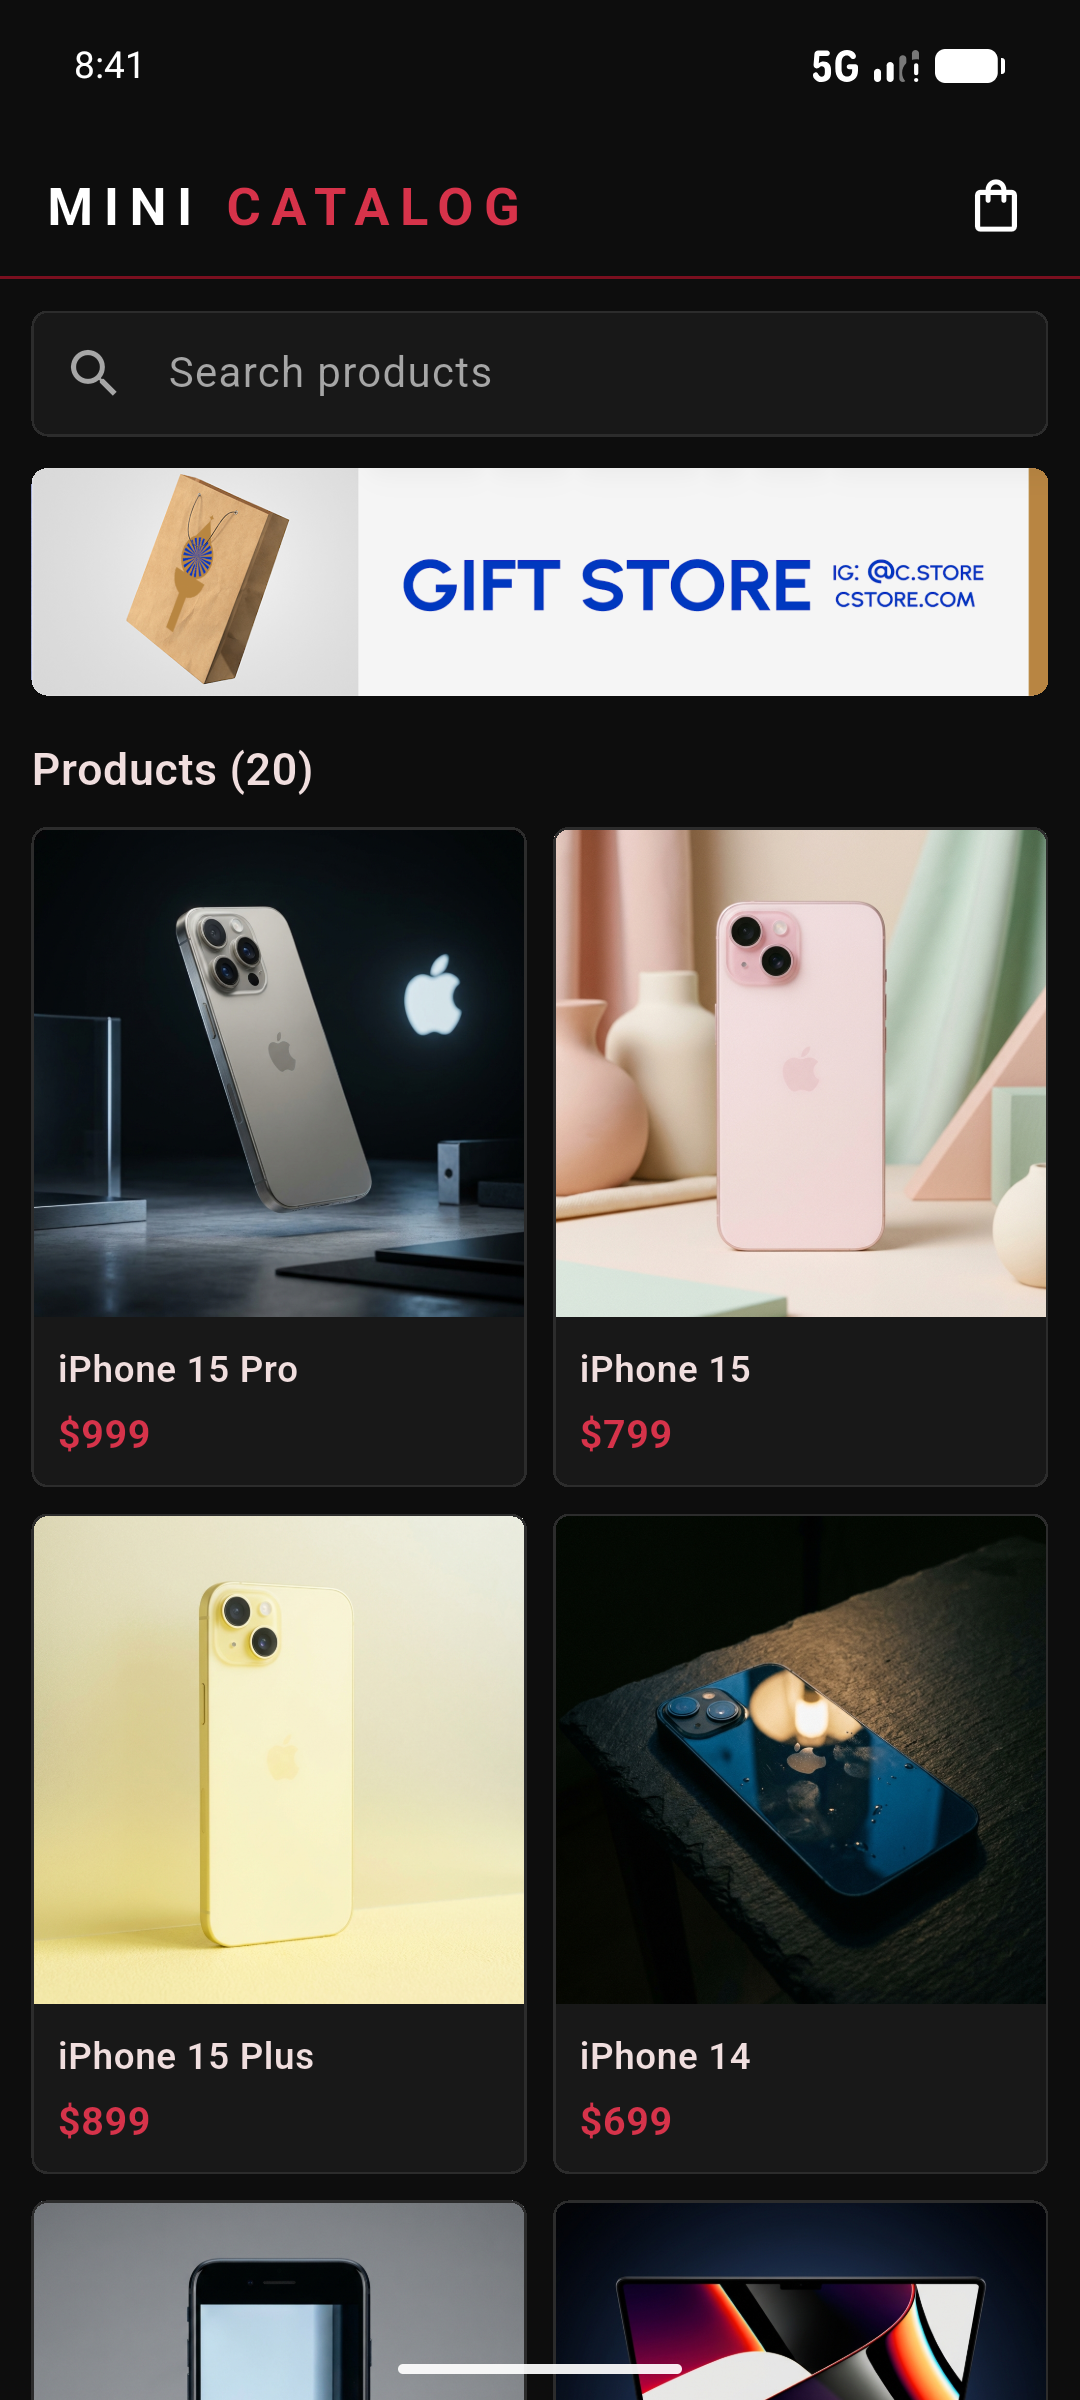 8:41
5G
MINI CATALOG
Search products
GIFT STORE
IG: @C.STORE
CSTORE.COM
Products (20)
iPhone 15 Pro
$999
iPhone 15
$799
iPhone 15 Plus
$899
iPhone 14
$699